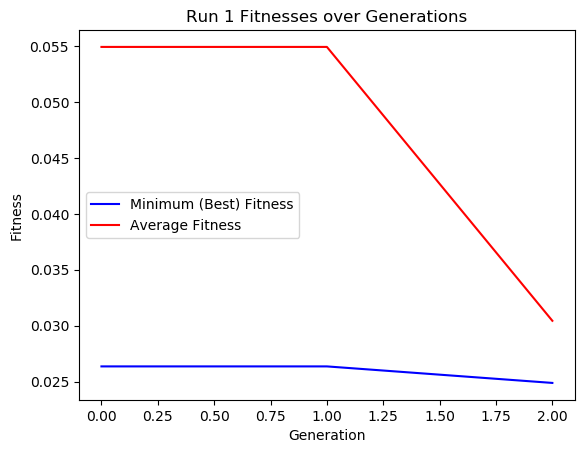 Run 1 Fitnesses over Generations
0.055
0.050
0.045
0.040
0.035
0.030
0.025
Fitness
Minimum (Best) Fitness
Average Fitness
0.00 0.25 0.50 0.75 1.00 1.25 1.50 1.75 2.00
Generation